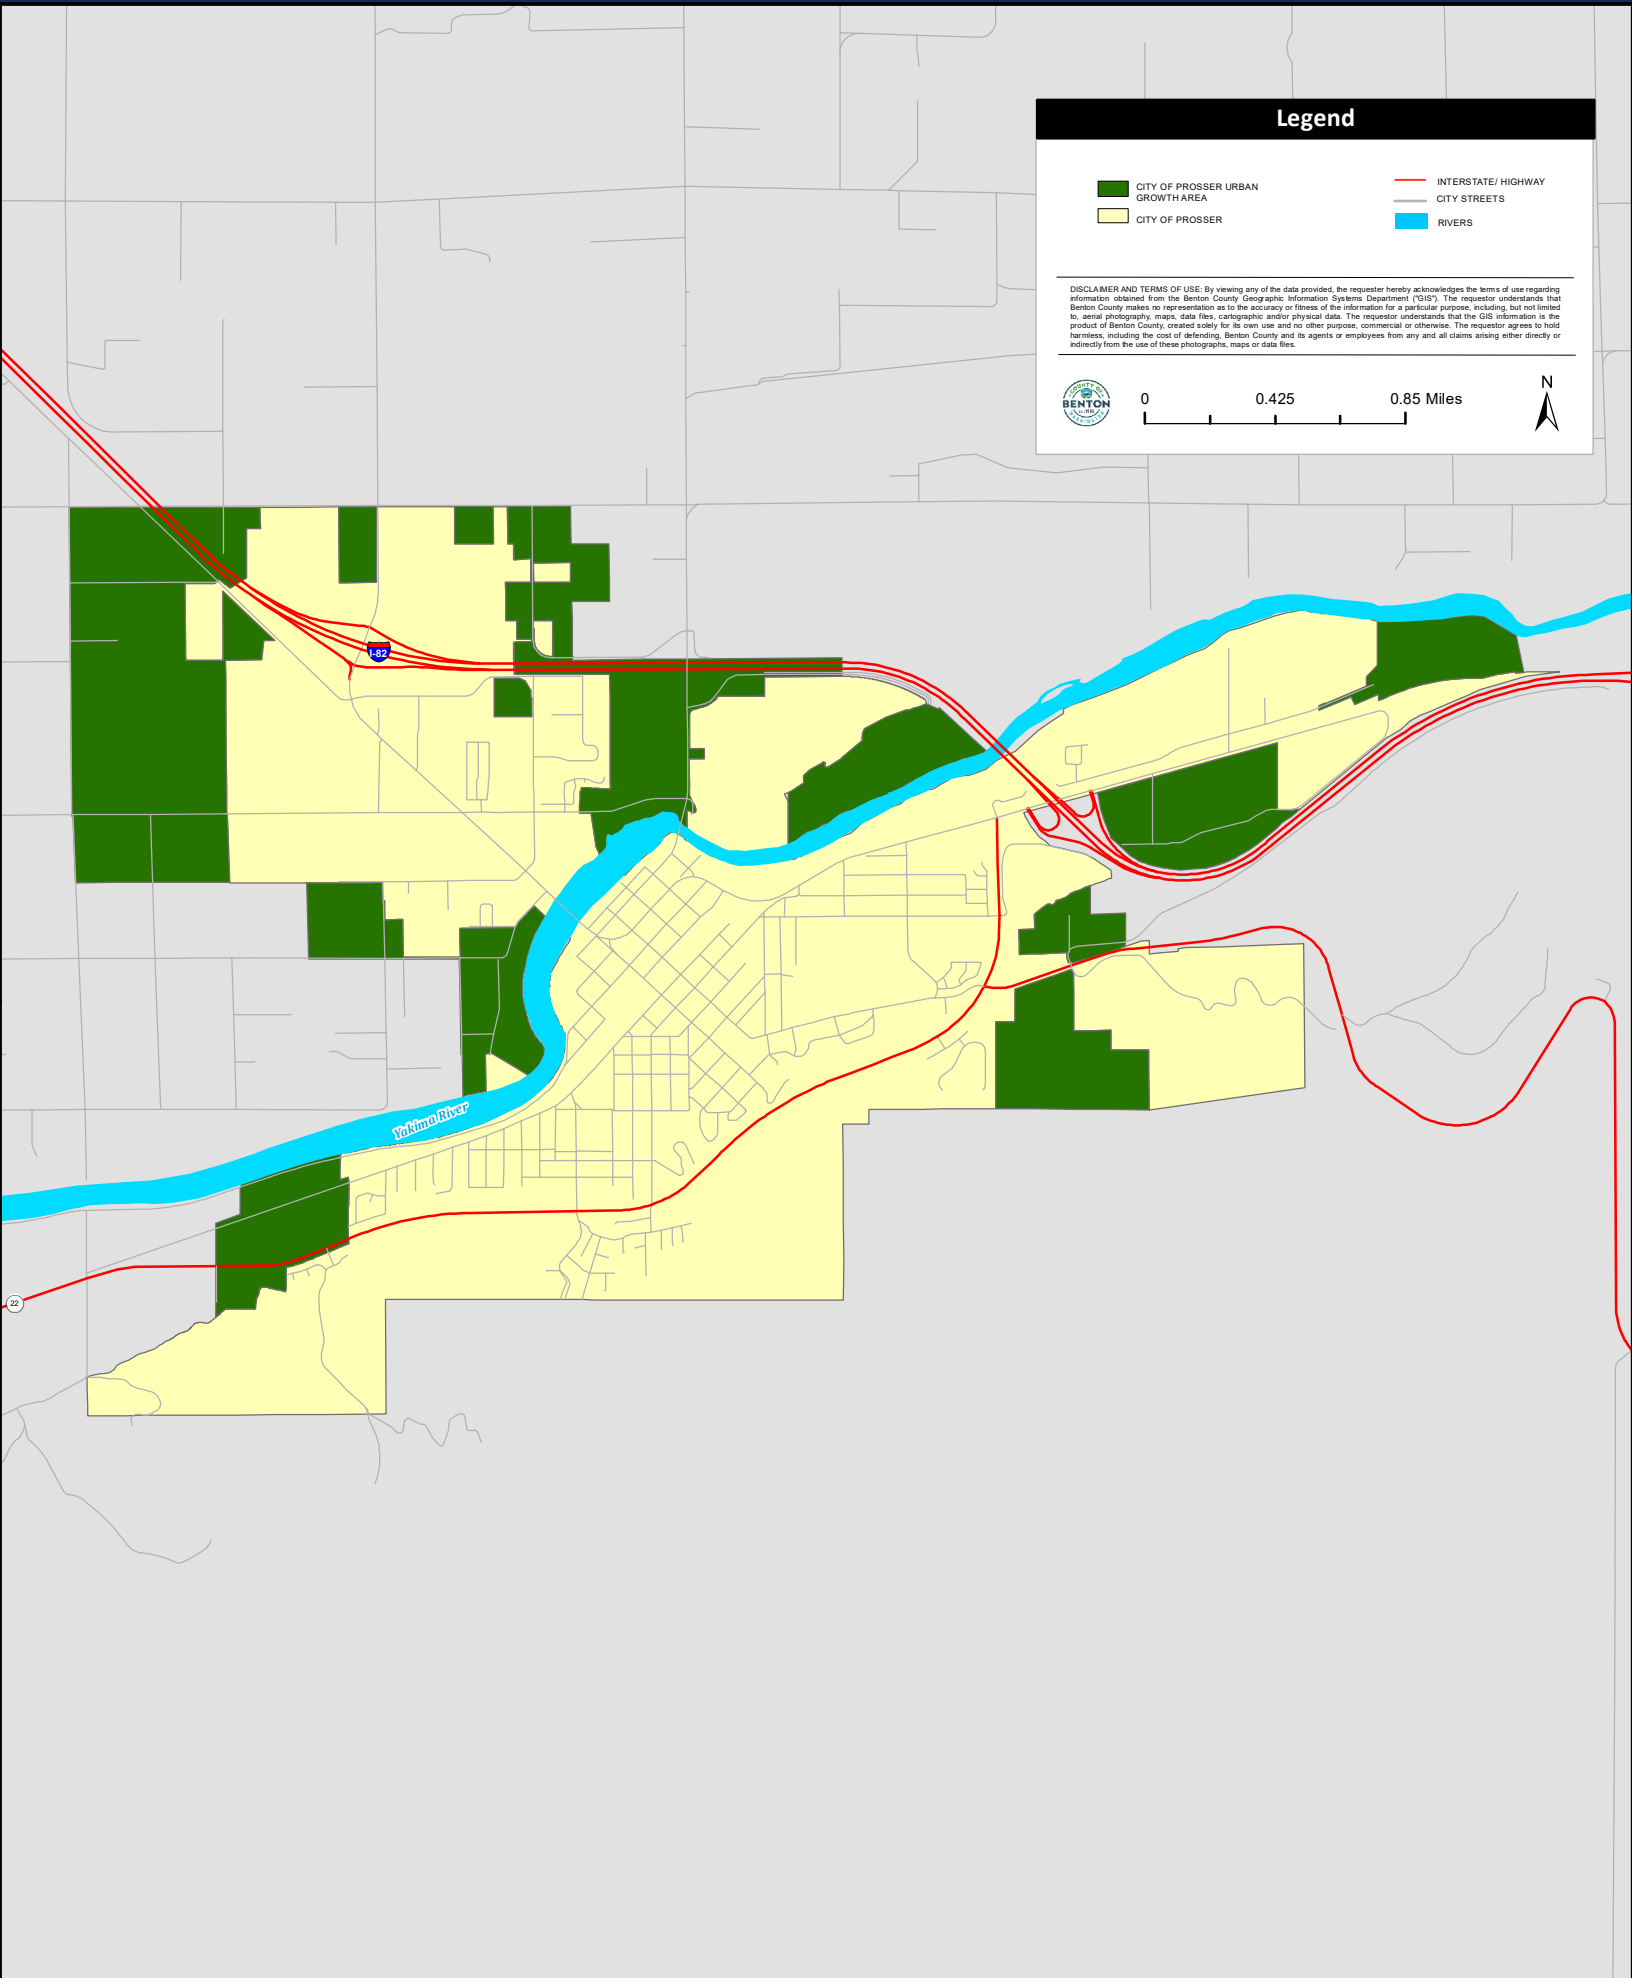 Legend
CITY OF PROSSER URBAN
GROWTH AREA
CITY OF PROSSER
INTERSTATE/ HIGHWAY
CITY STREETS
RIVERS
DISCLAIMER AND TERMS OF USE: By viewing any of the data provided, the requester hereby acknowledges the terms of use regarding
information obtained from the Benton County Geographic Information Systems Department ("GIS"). The requestor understands that
Benton County makes no representation as to the accuracy or fitness of the information for a particular purpose, including, but not limited
to, aerial photography, maps, data files, cartographic and/or physical data. The requestor understands that the GIS information is the
product of Benton County, created solely for its own use and no other purpose, commercial or otherwise. The requestor agrees to hold
harmless, including the cost of defending, Benton County and its agents or employees from any and all claims arising either directly or
indirectly from the use of these photographs, maps or data files.
COUNTY OF
BENTON
WASHINGTON
0 0.425 0.85 Miles
N
I-82
Yakima River
22